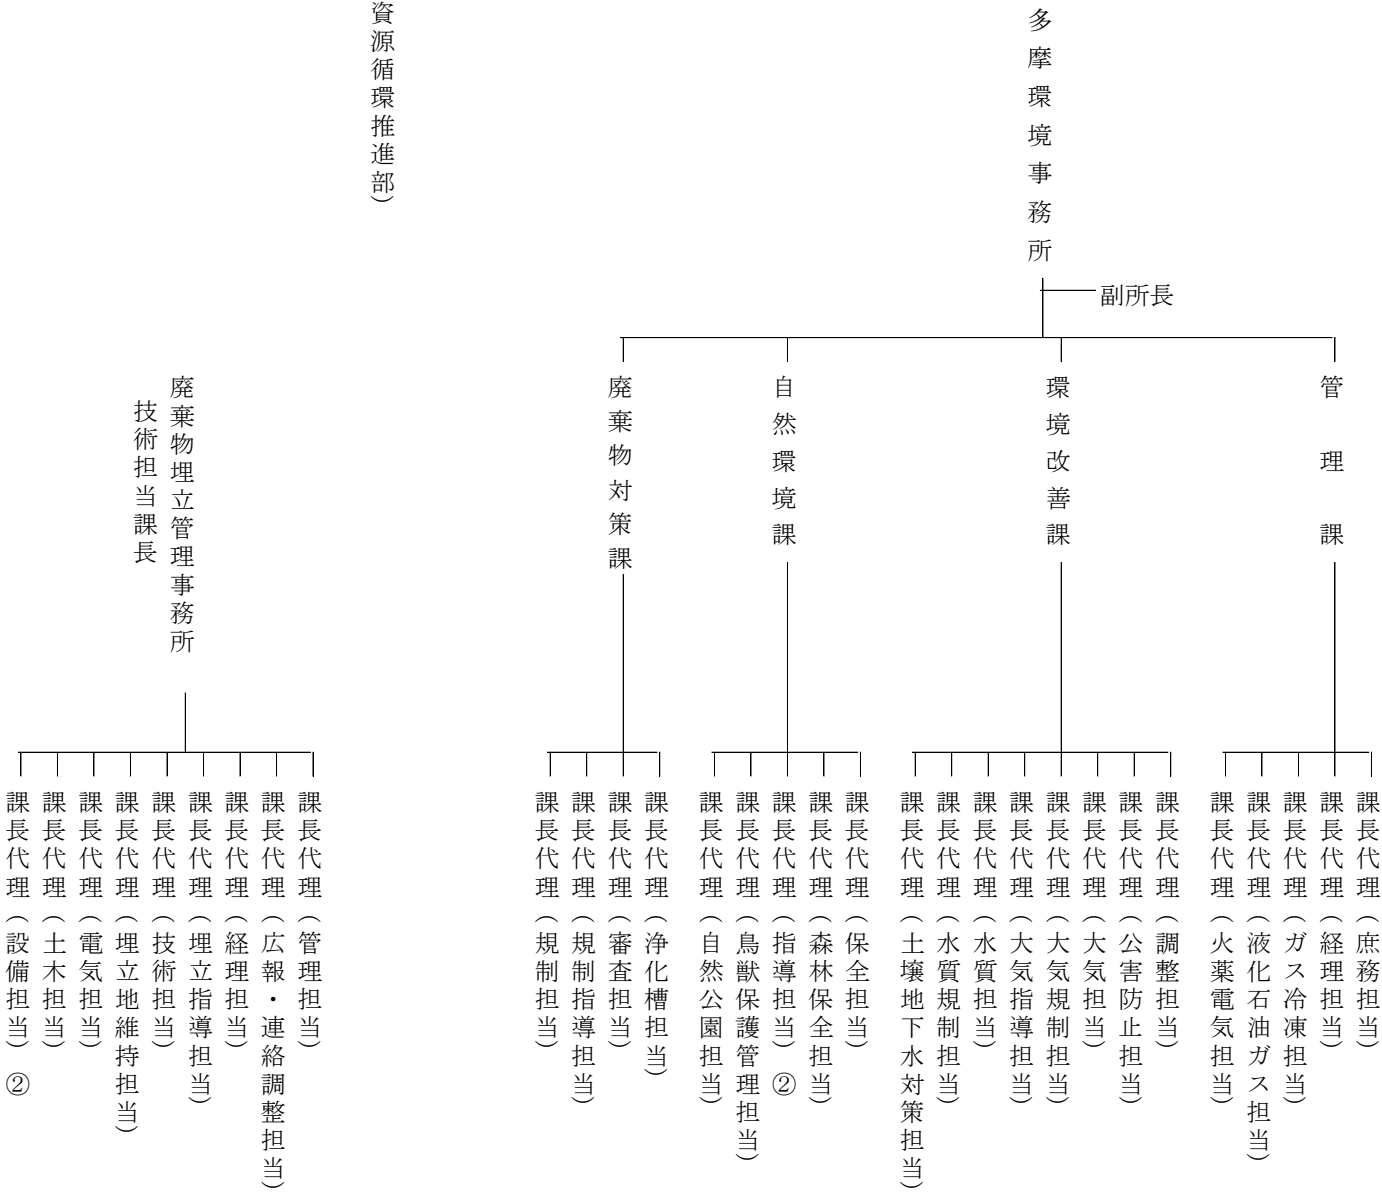 多摩環境事務所
副所長
管理課
課長代理（庶務担当）
課長代理（経理担当）
課長代理（ガス冷凍担当）
課長代理（液化石油ガス担当）
課長代理（火薬電気担当）
環境改善課
課長代理（調整担当）
課長代理（公害防止担当）
課長代理（大気担当）
課長代理（大気規制担当）
課長代理（大気指導担当）
課長代理（水質担当）
課長代理（水質規制担当）
課長代理（土壌地下水対策担当）
自然環境課
課長代理（保全担当）
課長代理（森林保全担当）
課長代理（指導担当）②
課長代理（鳥獣保護管理担当）
課長代理（自然公園担当）
廃棄物対策課
課長代理（浄化槽担当）
課長代理（審査担当）
課長代理（規制指導担当）
課長代理（規制担当）
資源循環推進部）
廃棄物埋立管理事務所
技術担当課長
課長代理（管理担当）
課長代理（広報・連絡調整担当）
課長代理（経理担当）
課長代理（埋立指導担当）
課長代理（技術担当）
課長代理（埋立地維持担当）
課長代理（電気担当）
課長代理（土木担当）
課長代理（設備担当）②